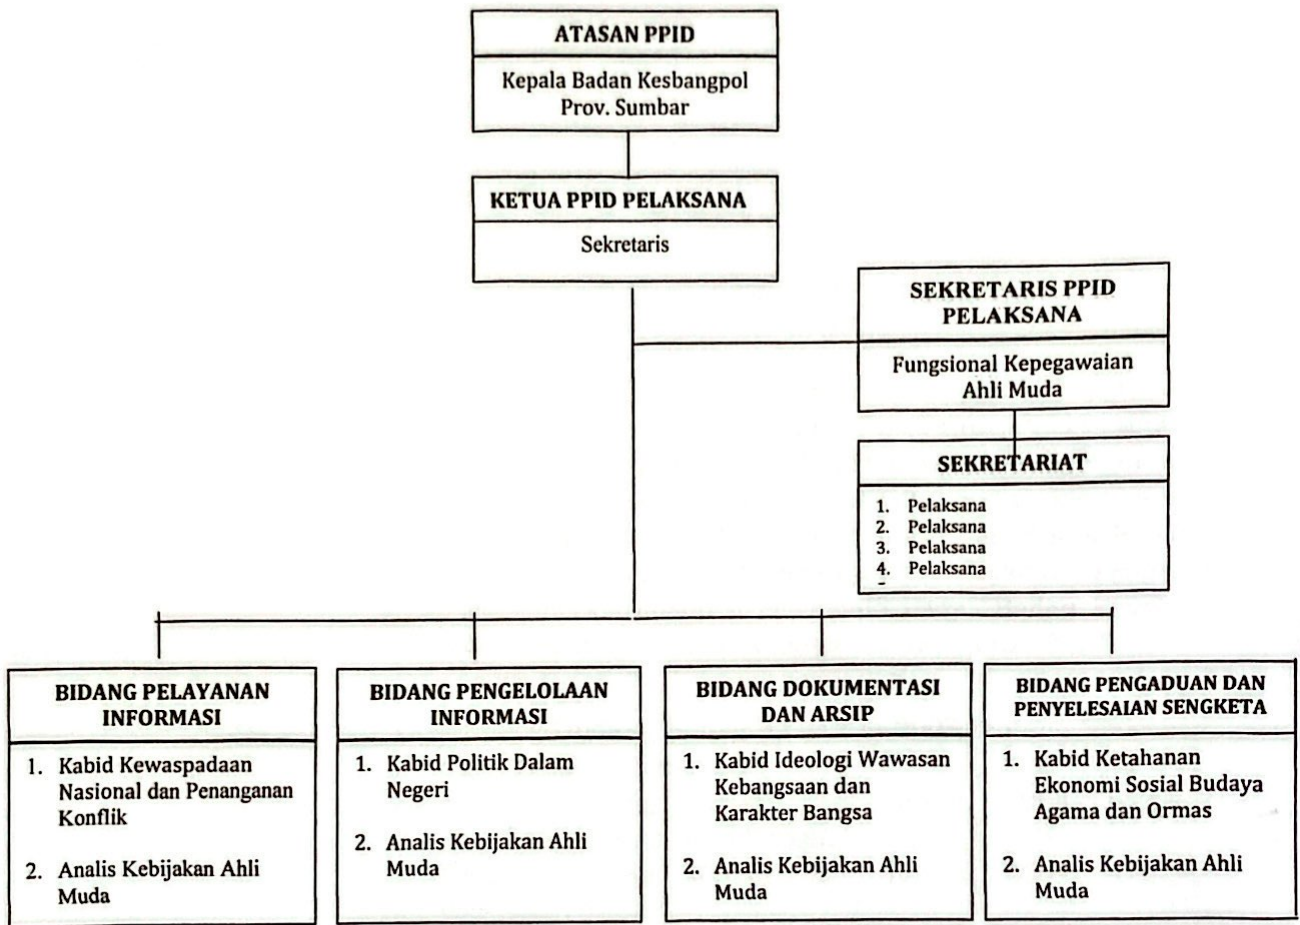 ATASAN PPID
Kepala Badan Kesbangpol
Prov. Sumbar
KETUA PPID PELAKSANA
Sekretaris
SEKRETARIS PPID
PELAKSANA
Fungsional Kepegawaian
Ahli Muda
SEKRETARIAT
1. Pelaksana
2. Pelaksana
3. Pelaksana
4. Pelaksana
BIDANG PELAYANAN
INFORMASI
1. Kabid Kewaspadaan
Nasional dan Penanganan
Konflik
2. Analis Kebijakan Ahli
Muda
BIDANG PENGELOLAAN
INFORMASI
1. Kabid Politik Dalam
Negeri
2. Analis Kebijakan Ahli
Muda
BIDANG DOKUMENTASI
DAN ARSIP
1. Kabid Ideologi Wawasan
Kebangsaan dan
Karakter Bangsa
2. Analis Kebijakan Ahli
Muda
BIDANG PENGADUAN DAN
PENYELESAIAN SENGKETA
1. Kabid Ketahanan
Ekonomi Sosial Budaya
Agama dan Ormas
2. Analis Kebijakan Ahli
Muda